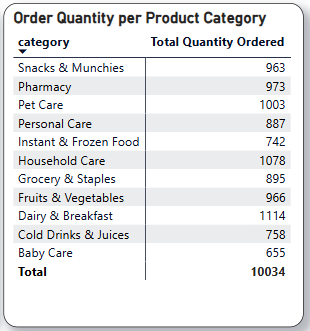 Order Quantity per Product Category
category Total Quantity Ordered
Snacks & Munchies 963
Pharmacy 973
Pet Care 1003
Personal Care 887
Instant & Frozen Food 742
Household Care 1078
Grocery & Staples 895
Fruits & Vegetables 966
Dairy & Breakfast 1114
Cold Drinks & Juices 758
Baby Care 655
Total 10034